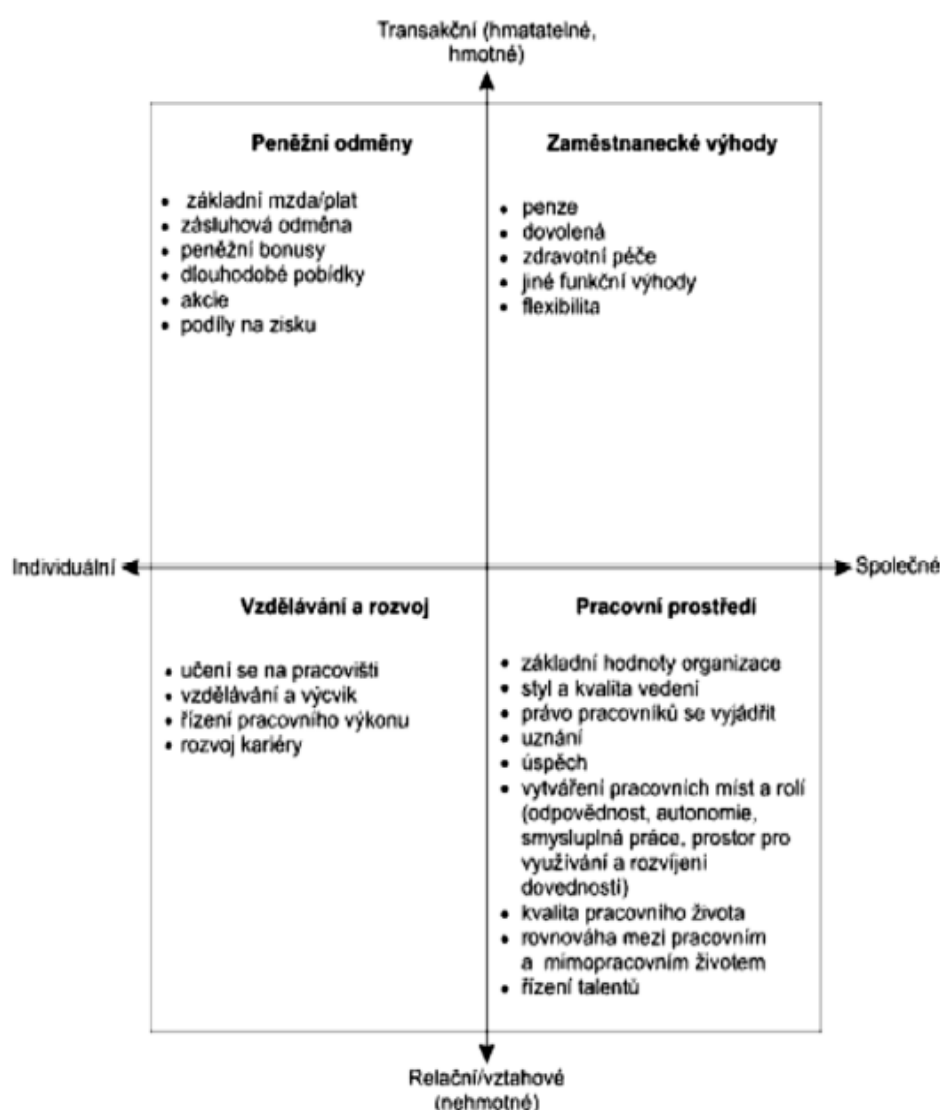 Transakční (hmatatelné,
hmotné)
Peněžní odměny
• základní mzda/plat
• zásluhová odměna
• peněžní bonusy
• dlouhodobé pobídky
• akcie
• podíly na zisku
Zaměstnanecké výhody
• penze
• dovolená
• zdravotní péče
• jiné funkční výhody
• flexibilita
Individuální
Společné
Vzdělávání a rozvoj
• učení se na pracovišti
• vzdělávání a výcvik
• řízení pracovního výkonu
• rozvoj kariéry
Pracovní prostředí
• základní hodnoty organizace
• styl a kvalita vedení
• právo pracovníků se vyjádřit
• uznání
• úspěch
• vytváření pracovních míst a rolí
(odpovědnost, autonomie,
smysluplná práce, prostor pro
využívání a rozvíjení
dovedností)
• kvalita pracovního života
• rovnováha mezi pracovním
a mimopracovním životem
• řízení talentů
Relační/vztahové
(nehmotné)